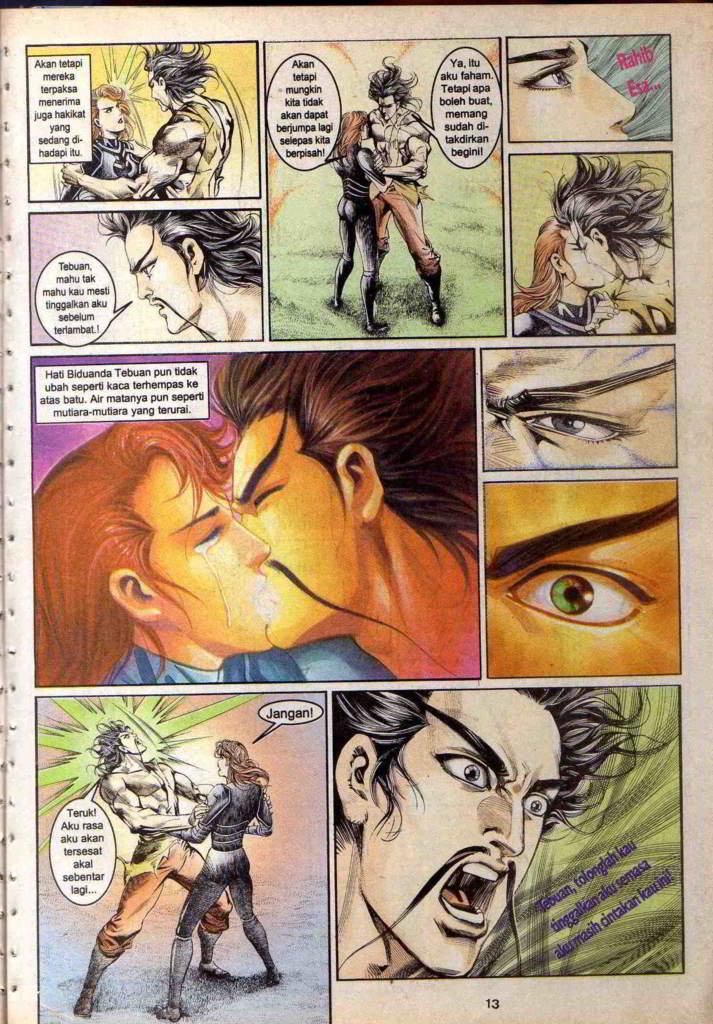 Akan tetapi
mereka
terpaksa
menerima
juga hakikat
yang
sedang di-
hadapi itu.
Akan
tetapi
mungkin
kita tidak
akan dapat
berjumpa lagi
selepas kita
berpisah!
Ya, itu
aku faham.
Tetapi apa
boleh buat,
memang
sudah di-
takdirkan
begini!
Rahib
Esa...
Tebuan,
mahu tak
mahu kau mesti
tinggalkan aku
sebelum
terlambat.!
Hati Biduanda Tebuan pun tidak
ubah seperti kaca terhempas ke
atas batu. Air matanya pun seperti
mutiara-mutiara yang terurai.
Jangan!
Teruk!
Aku rasa
aku akan
tersesat
akal
sebentar
lagi...
Tebuan, tolonglah kau
tinggalkan aku semasa
aku masih cintakan kau ini!
13